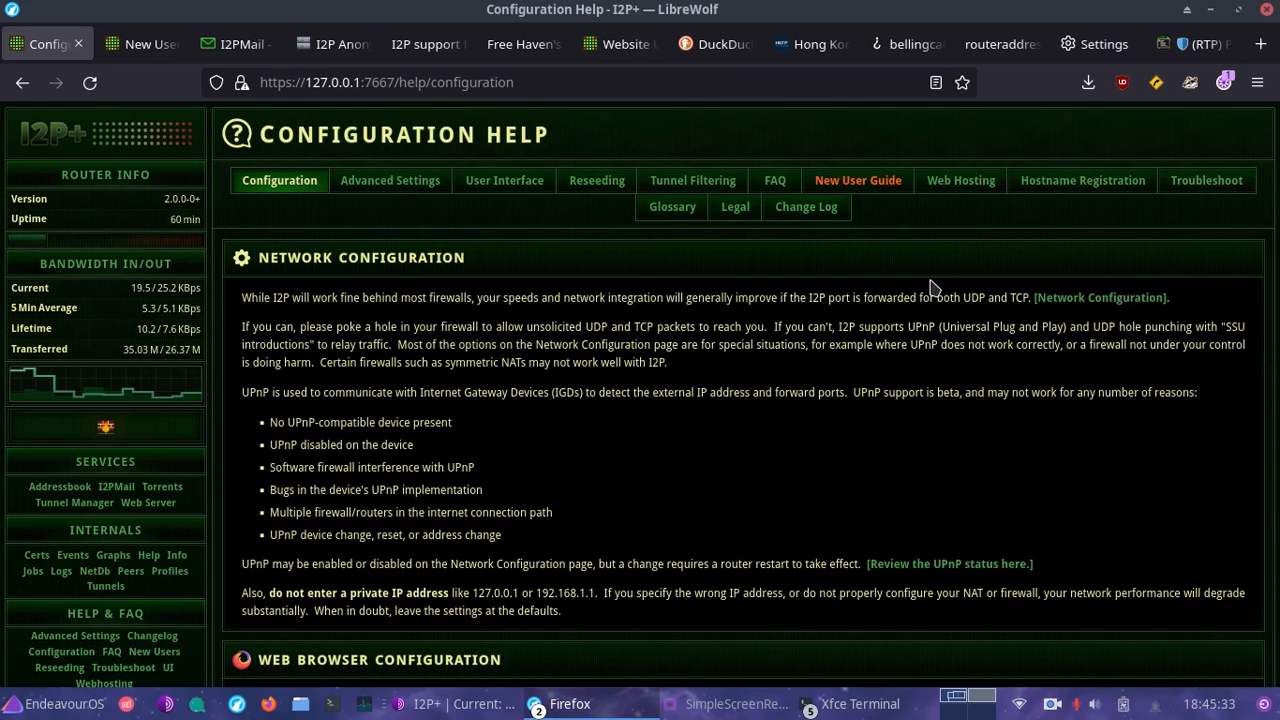 Configuration Help - I2P+ — LibreWolf
Config
New Use
I2PMail -
I2P Anon
I2P support f
Free Haven's
Website U
DuckDuc
Hong Kon
bellingcat
routeraddre
Settings
(RTP) P
https://127.0.0.1:7667/help/configuration
1
I2P+
ROUTER INFO
Version 2.0.0-0+
Uptime 60 min
BANDWIDTH IN/OUT
Current 19.5 / 25.2 KBps
5 Min Average 5.3 / 5.1 KBps
Lifetime 10.2 / 7.6 KBps
Transferred 35.03 M / 26.37 M
SERVICES
Addressbook I2PMail Torrents
Tunnel Manager Web Server
INTERNALS
Certs Events Graphs Help Info
Jobs Logs NetDb Peers Profiles
Tunnels
HELP & FAQ
Advanced Settings Changelog
Configuration FAQ New Users
Reseeding Troubleshoot UI
Webhosting
CONFIGURATION HELP
Configuration Advanced Settings User Interface Reseeding Tunnel Filtering FAQ New User Guide Web Hosting Hostname Registration Troubleshoot
Glossary Legal Change Log
NETWORK CONFIGURATION
While I2P will work fine behind most firewalls, your speeds and network integration will generally improve if the I2P port is forwarded for both UDP and TCP. [Network Configuration].
If you can, please poke a hole in your firewall to allow unsolicited UDP and TCP packets to reach you. If you can't, I2P supports UPnP (Universal Plug and Play) and UDP hole punching with "SSU
introductions" to relay traffic. Most of the options on the Network Configuration page are for special situations, for example where UPnP does not work correctly, or a firewall not under your control
is doing harm. Certain firewalls such as symmetric NATs may not work well with I2P.
UPnP is used to communicate with Internet Gateway Devices (IGDs) to detect the external IP address and forward ports. UPnP support is beta, and may not work for any number of reasons:
▪ No UPnP-compatible device present
▪ UPnP disabled on the device
▪ Software firewall interference with UPnP
▪ Bugs in the device's UPnP implementation
▪ Multiple firewall/routers in the internet connection path
▪ UPnP device change, reset, or address change
UPnP may be enabled or disabled on the Network Configuration page, but a change requires a router restart to take effect. [Review the UPnP status here.]
Also, do not enter a private IP address like 127.0.0.1 or 192.168.1.1. If you specify the wrong IP address, or do not properly configure your NAT or firewall, your network performance will degrade
substantially. When in doubt, leave the settings at the defaults.
WEB BROWSER CONFIGURATION
EndeavourOS
I2P+ | Current: ...
2 Firefox
SimpleScreenRe...
5 Xfce Terminal
18:45:33